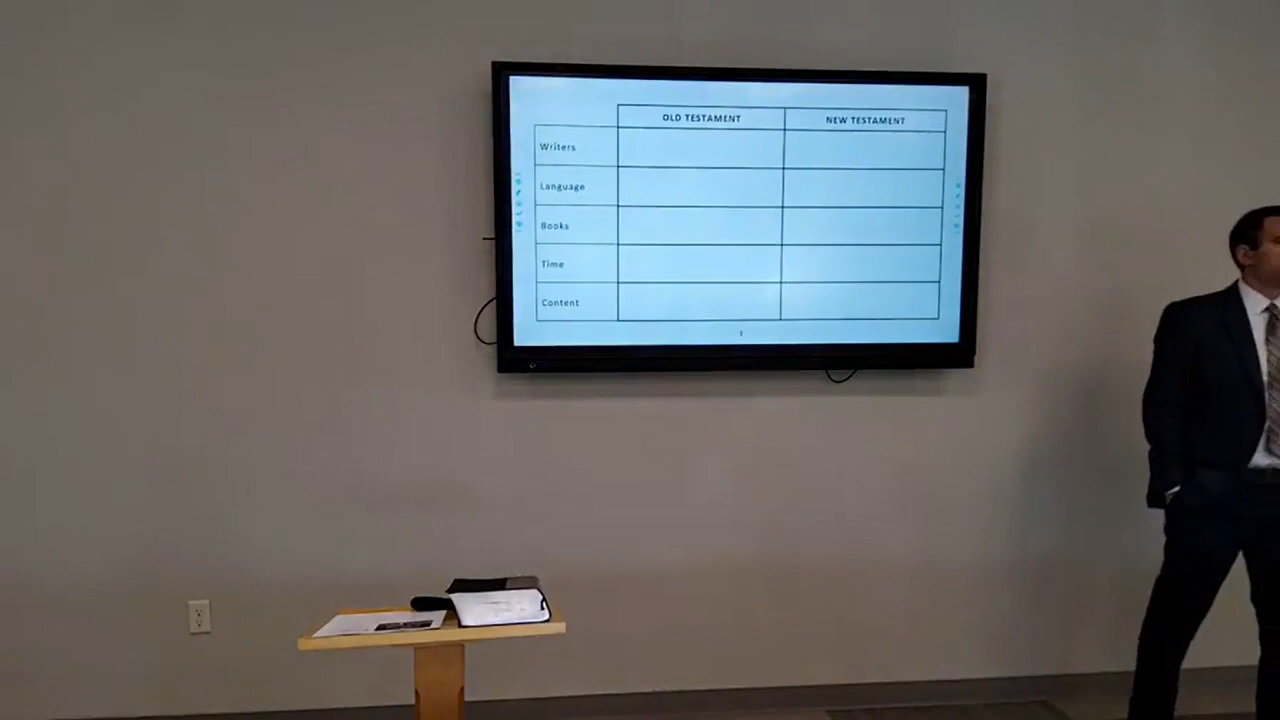 OLD TESTAMENT NEW TESTAMENT
Writers
Language
Books
Time
Content